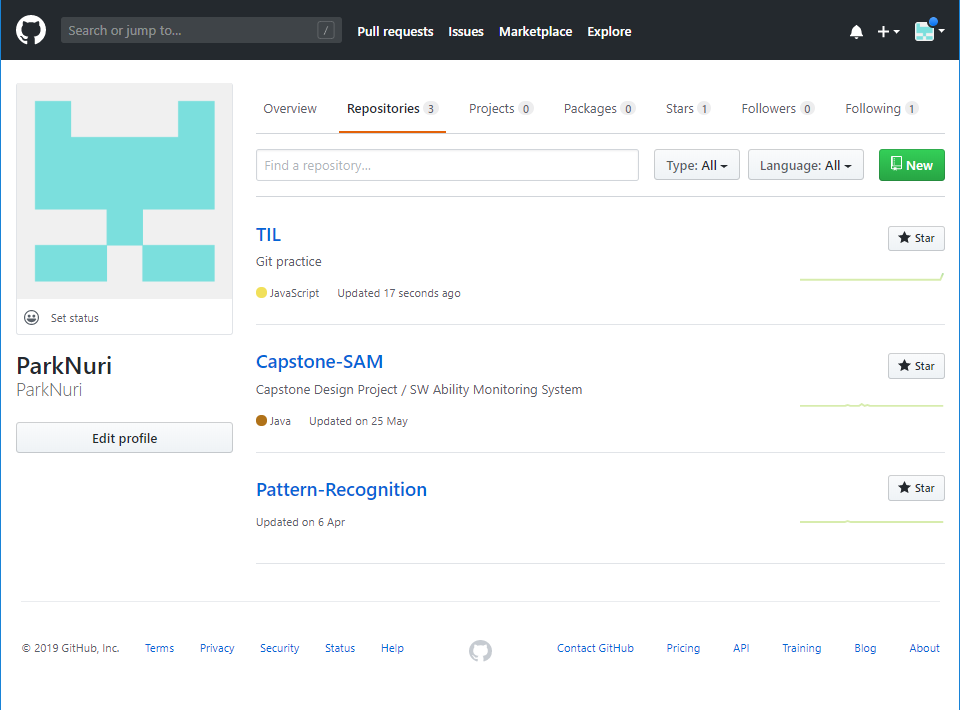 Search or jump to... /
Pull requests Issues Marketplace Explore
Overview Repositories 3 Projects 0 Packages 0 Stars 1 Followers 0 Following 1
Find a repository...
Type: All
Language: All
New
TIL
Star
Git practice
JavaScript Updated 17 seconds ago
Set status
ParkNuri
ParkNuri
Edit profile
Capstone-SAM
Star
Capstone Design Project / SW Ability Monitoring System
Java Updated on 25 May
Pattern-Recognition
Star
Updated on 6 Apr
© 2019 GitHub, Inc. Terms Privacy Security Status Help Contact GitHub Pricing API Training Blog About